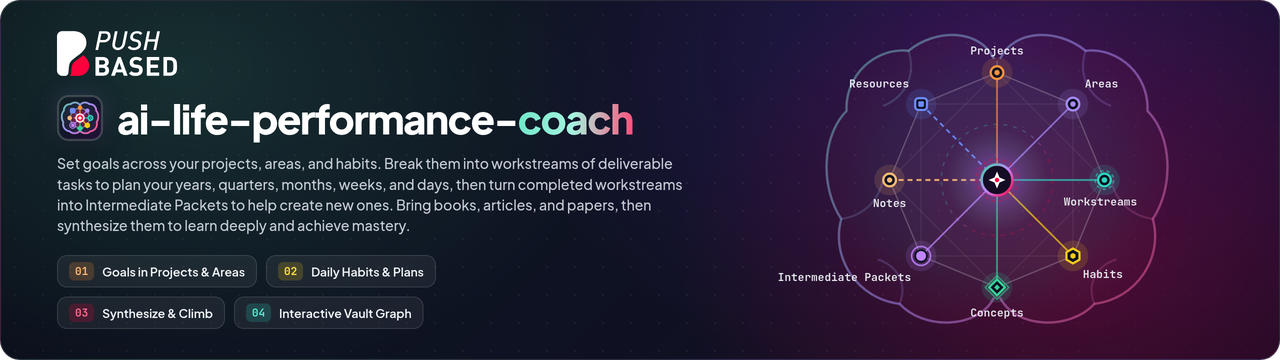 PUSH
BASED
ai-life-performance-coach
Set goals across your projects, areas, and habits. Break them into workstreams of deliverable
tasks to plan your years, quarters, months, weeks, and days, then turn completed workstreams
into Intermediate Packets to help create new ones. Bring books, articles, and papers, then
synthesize them to learn deeply and achieve mastery.
01 Goals in Projects & Areas
02 Daily Habits & Plans
03 Synthesize & Climb
04 Interactive Vault Graph
Projects
Resources
Areas
Notes
Workstreams
Intermediate Packets
Habits
Concepts